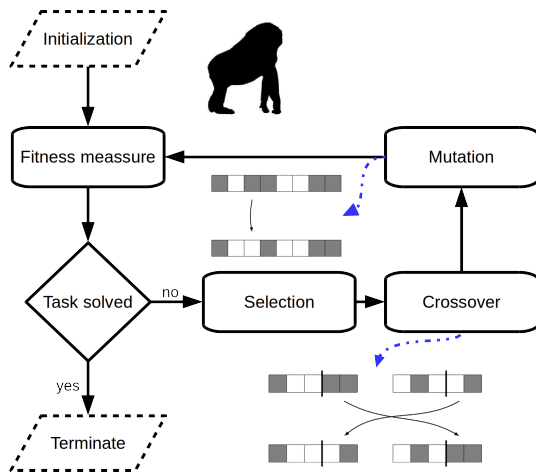 Initialization
Fitness meassure
Mutation
Task solved
no
Selection
Crossover
yes
Terminate